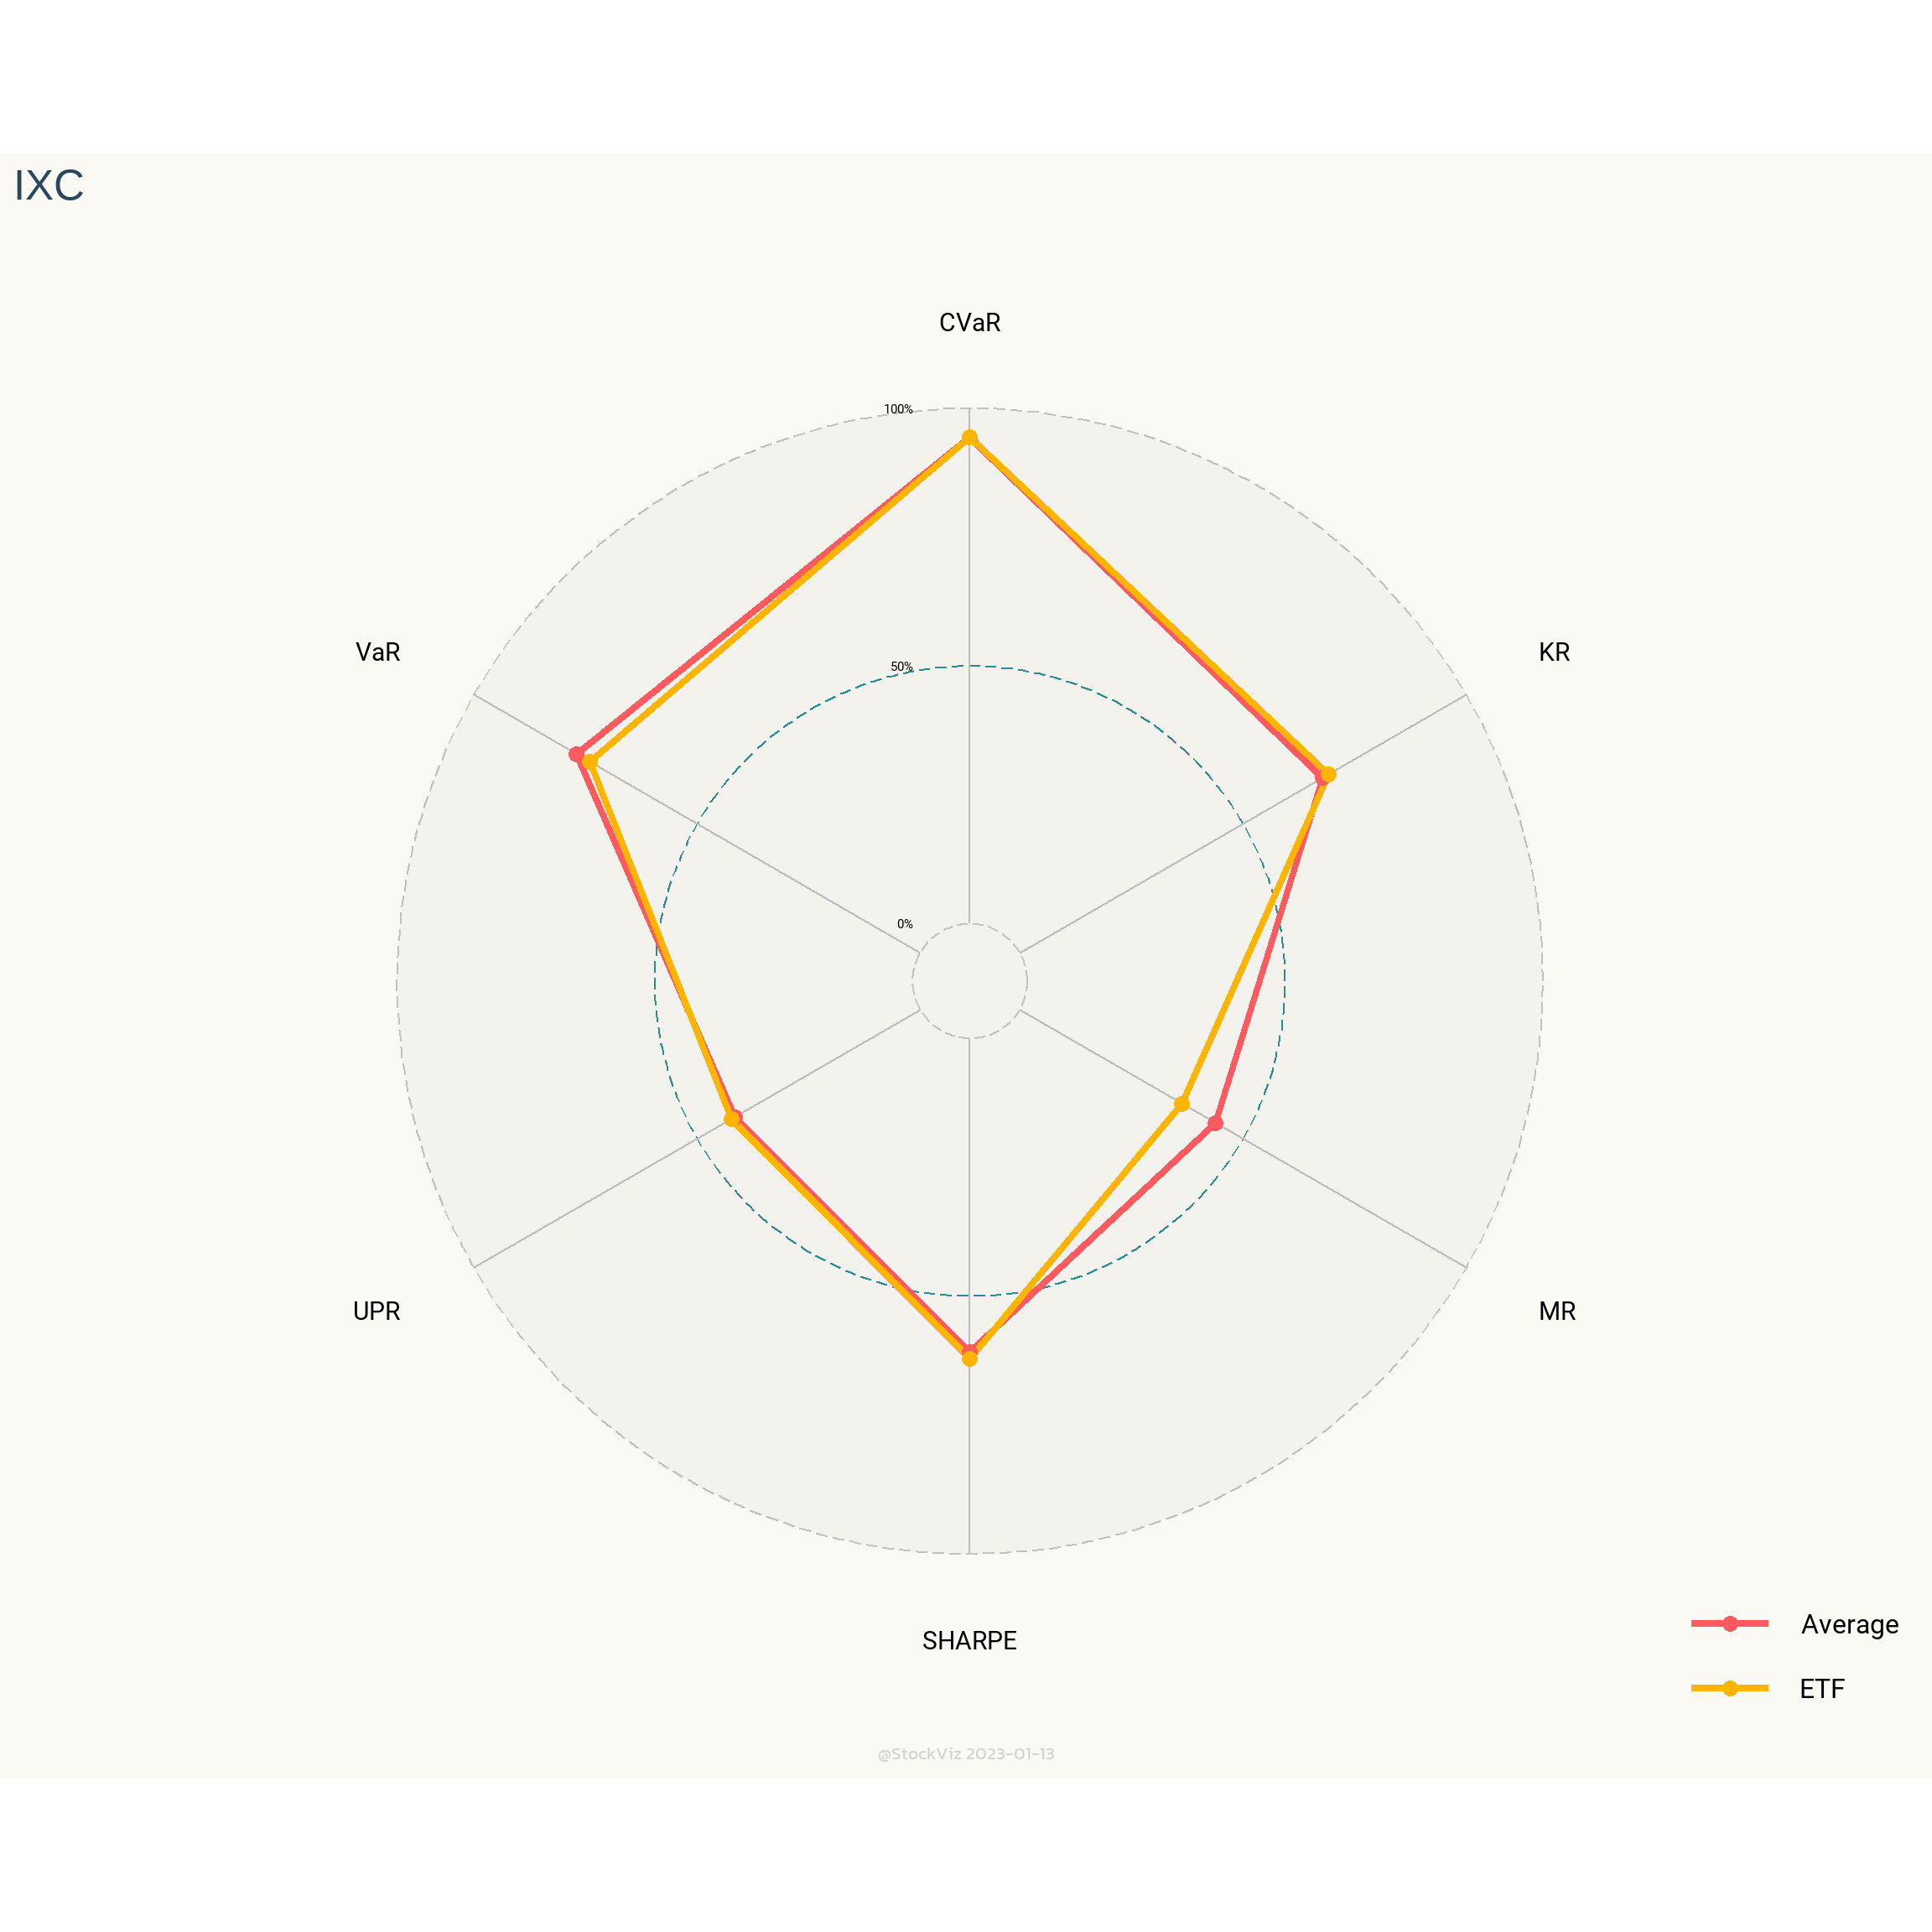 IXC
CVaR
100%
VaR
KR
50%
0%
UPR
MR
SHARPE
Average
ETF
@StockViz 2023-01-13